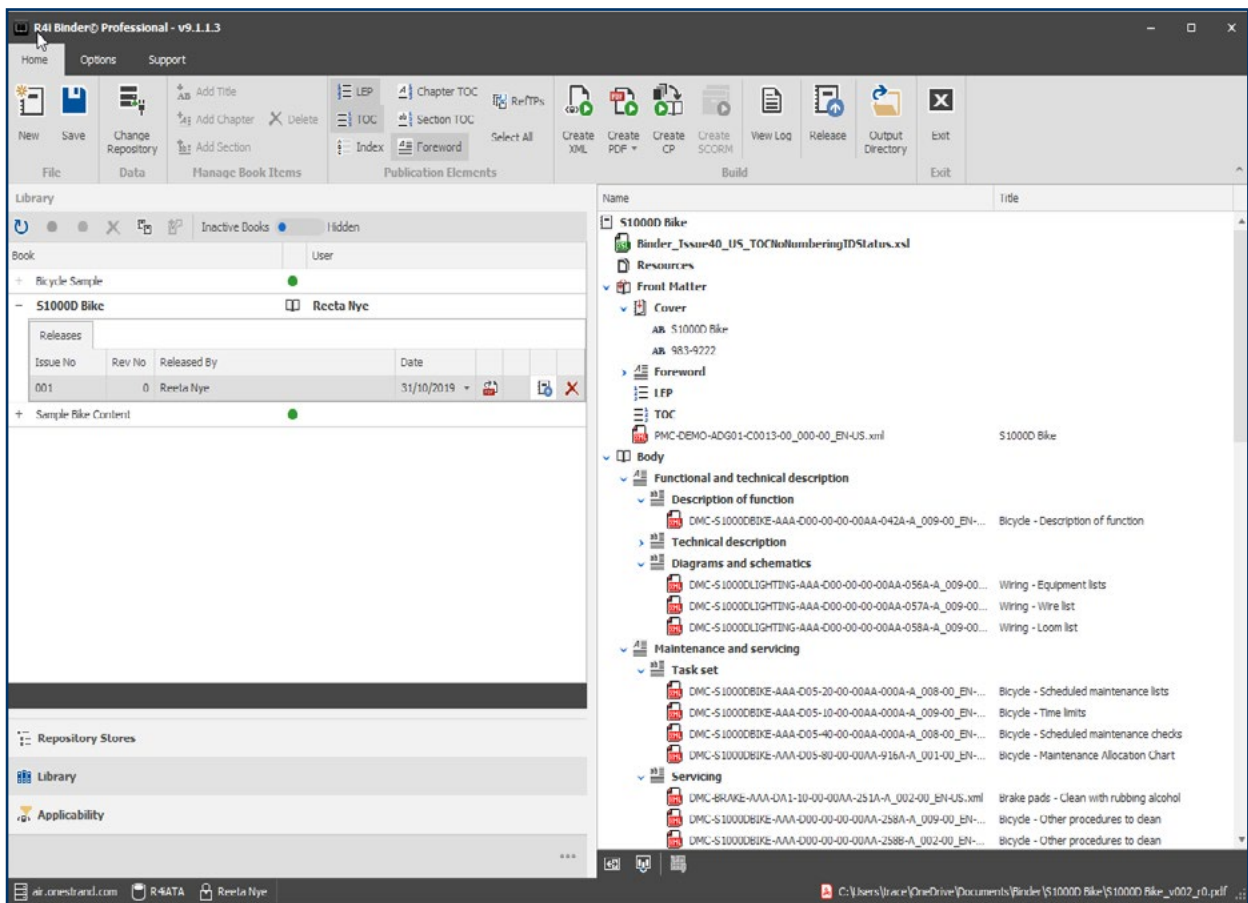 R4i Binder© Professional - v9.1.1.3
Home Options Support
New Save Change Repository Add Title Add Chapter Add Section Delete LEP TOC Index Chapter TOC Section TOC Foreword RefTPs Select All Create XML Create PDF Create CP Create SCORM View Log Release Output Directory Exit
File Data Manage Book Items Publication Elements Build Exit
Library
Inactive Books Hidden
Book User
Bicycle Sample
S1000D Bike Reeta Nye
Releases
Issue No Rev No Released By Date
001 0 Reeta Nye 31/10/2019
Sample Bike Content
Repository Stores
Library
Applicability
...
Name Title
S1000D Bike
Binder_Issue40_US_TOCNoNumberingIDStatus.xsl
Resources
Front Matter
Cover
AB S1000D Bike
AB 983-9222
Foreword
LEP
TOC
PMC-DEMO-ADG01-C0013-00_000-00_EN-US.xml S1000D Bike
Body
Functional and technical description
Description of function
DMC-S1000DBIKE-AAA-D00-00-00-00AA-042A-A_009-00_EN-... Bicycle - Description of function
Technical description
Diagrams and schematics
DMC-S1000DLIGHTING-AAA-D00-00-00-00AA-056A-A_009-00... Wiring - Equipment lists
DMC-S1000DLIGHTING-AAA-D00-00-00-00AA-057A-A_009-00... Wiring - Wire list
DMC-S1000DLIGHTING-AAA-D00-00-00-00AA-058A-A_009-00... Wiring - Loom list
Maintenance and servicing
Task set
DMC-S1000DBIKE-AAA-D05-20-00-00AA-000A-A_008-00_EN-... Bicycle - Scheduled maintenance lists
DMC-S1000DBIKE-AAA-D05-10-00-00AA-000A-A_009-00_EN-... Bicycle - Time limits
DMC-S1000DBIKE-AAA-D05-40-00-00AA-000A-A_008-00_EN-... Bicycle - Scheduled maintenance checks
DMC-S1000DBIKE-AAA-D05-80-00-00AA-916A-A_001-00_EN-... Bicycle - Maintenance Allocation Chart
Servicing
DMC-BRAKE-AAA-DA1-10-00-00AA-251A-A_002-00_EN-US.xml Brake pads - Clean with rubbing alcohol
DMC-S1000DBIKE-AAA-D00-00-00-00AA-258A-A_009-00_EN-... Bicycle - Other procedures to clean
DMC-S1000DBIKE-AAA-D00-00-00-00AA-258B-A_002-00_EN-... Bicycle - Other procedures to clean
air.onestrand.com R4iATA Reeta Nye C:\Users\trace\OneDrive\Documents\Binder\S1000D Bike\S1000D Bike_v002_r0.pdf